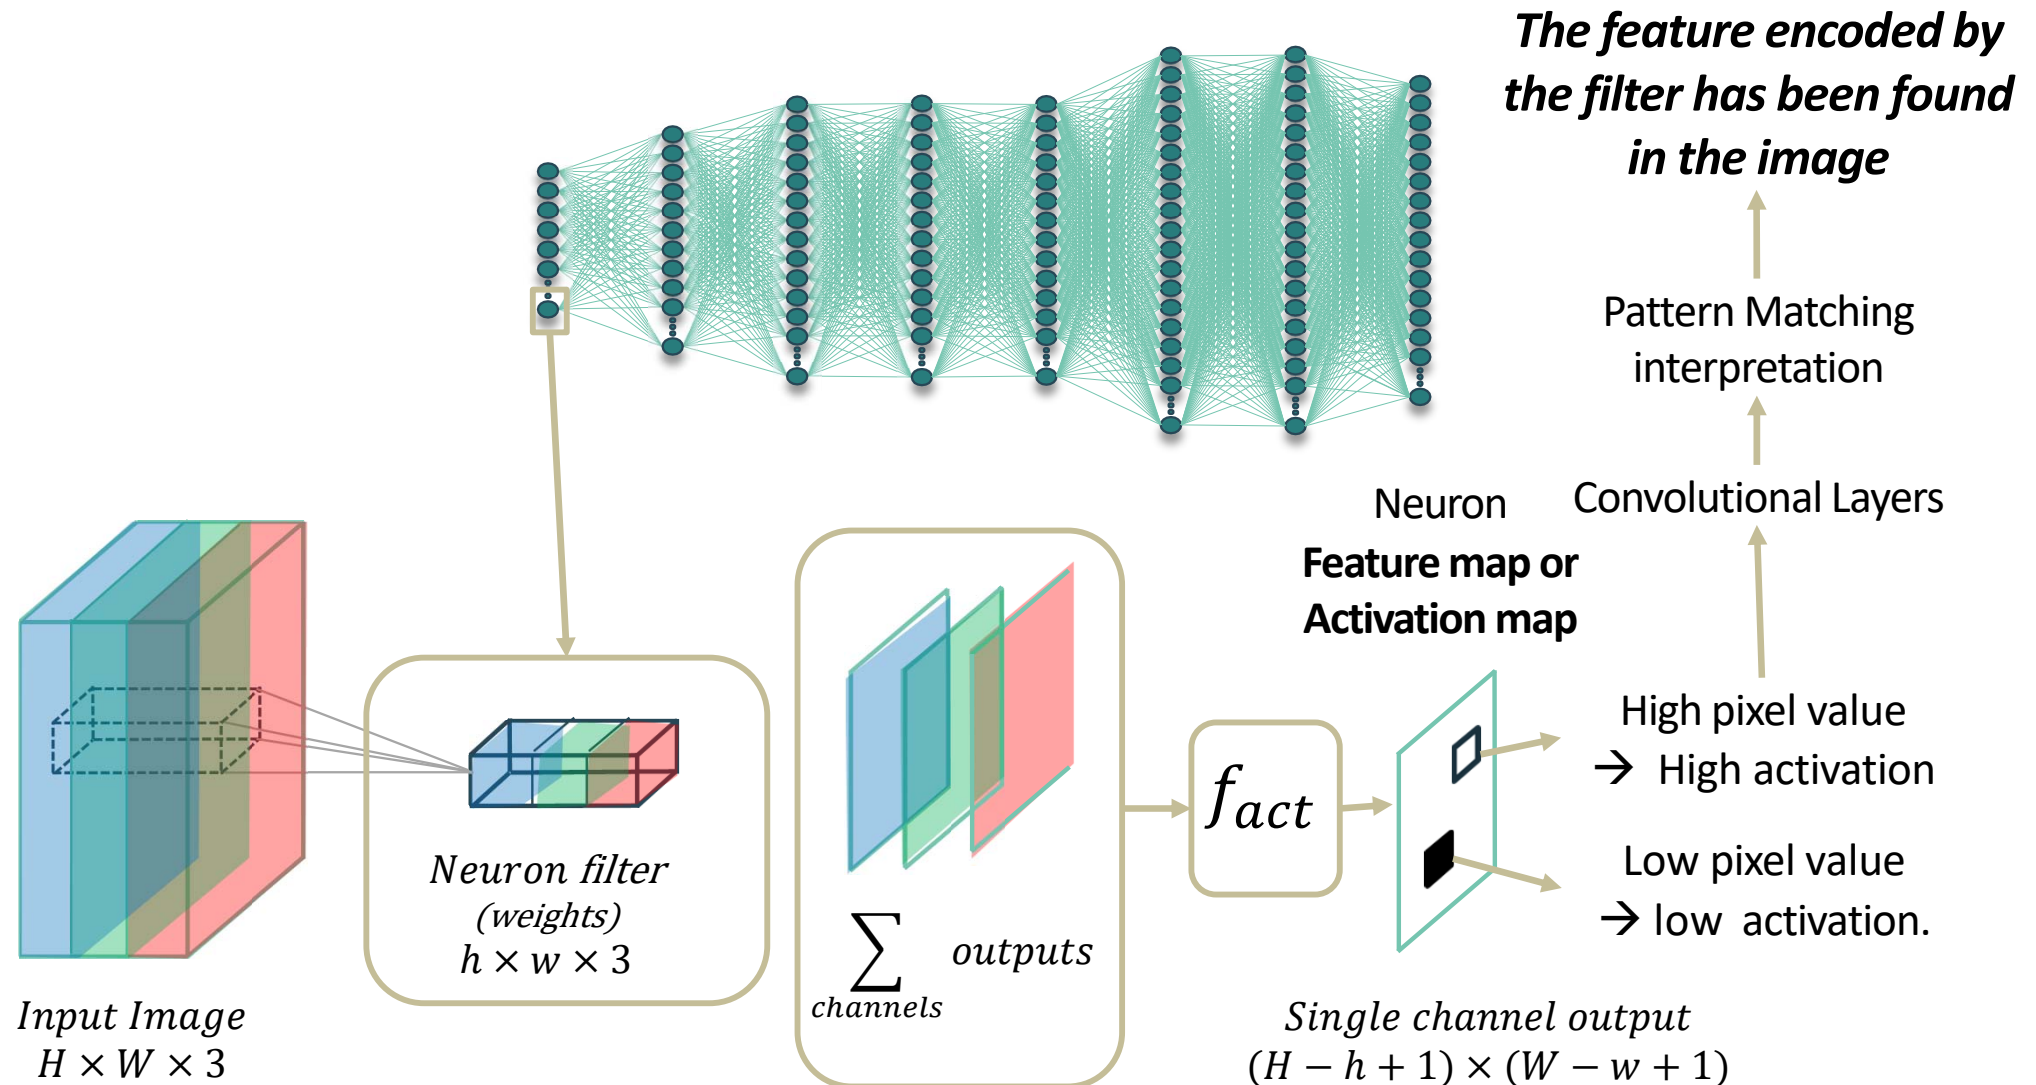 The feature encoded by
the filter has been found
in the image
Pattern Matching
interpretation
Convolutional Layers
Neuron
Feature map or
Activation map
High pixel value
→ High activation
Low pixel value
→ low activation.
f_act
Neuron filter
(weights)
h × w × 3
∑ outputs
channels
Input Image
H × W × 3
Single channel output
(H − h + 1) × (W − w + 1)